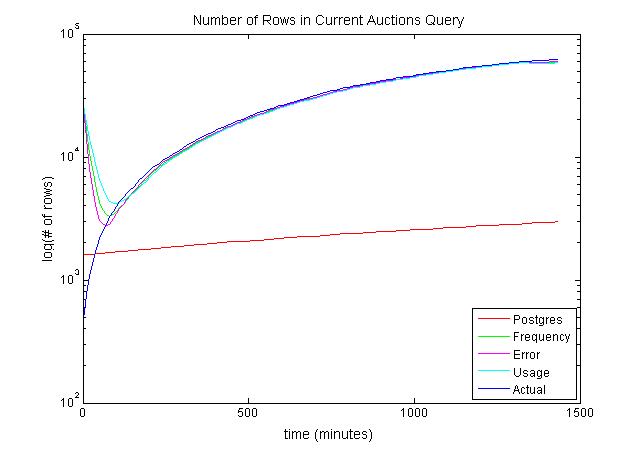 Number of Rows in Current Auctions Query
10^5
10^4
10^3
10^2
log(# of rows)
0
500
1000
1500
time (minutes)
Postgres
Frequency
Error
Usage
Actual